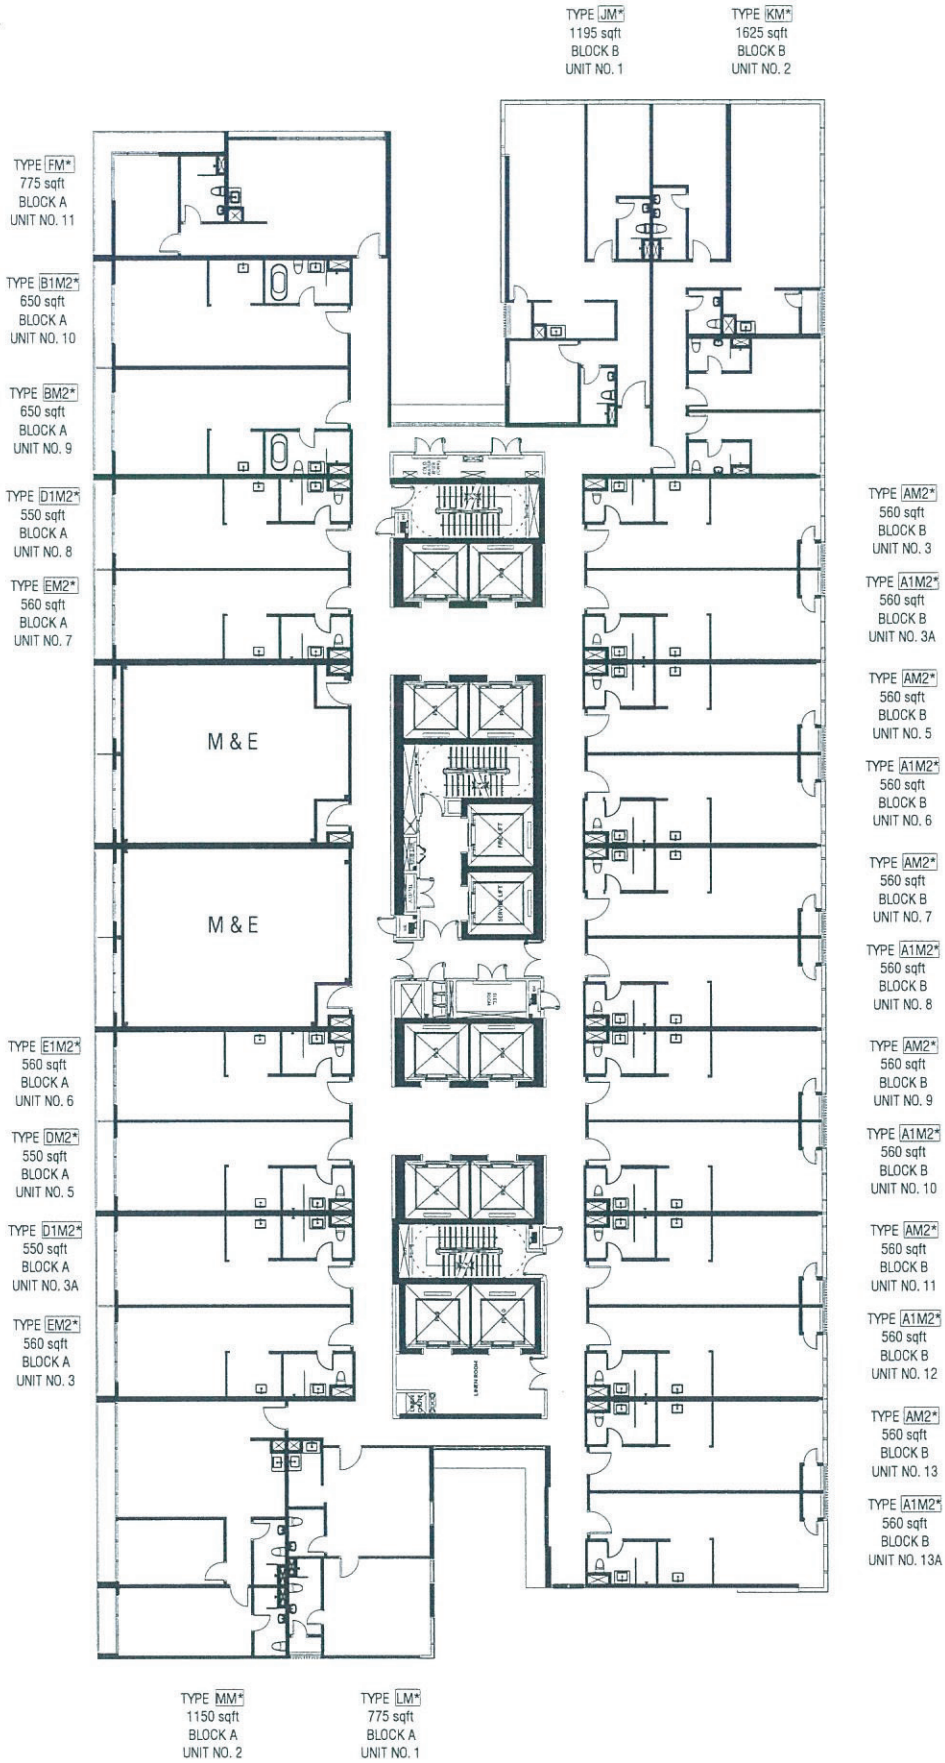 TYPE JM*
1195 sqft
BLOCK B
UNIT NO. 1
TYPE KM*
1625 sqft
BLOCK B
UNIT NO. 2
TYPE FM*
775 sqft
BLOCK A
UNIT NO. 11
TYPE B1M2*
650 sqft
BLOCK A
UNIT NO. 10
TYPE BM2*
650 sqft
BLOCK A
UNIT NO. 9
TYPE D1M2*
550 sqft
BLOCK A
UNIT NO. 8
TYPE EM2*
560 sqft
BLOCK A
UNIT NO. 7
M & E
M & E
TYPE E1M2*
560 sqft
BLOCK A
UNIT NO. 6
TYPE DM2*
550 sqft
BLOCK A
UNIT NO. 5
TYPE D1M2*
550 sqft
BLOCK A
UNIT NO. 3A
TYPE EM2*
560 sqft
BLOCK A
UNIT NO. 3
FIRE LIFT
SERVICE LIFT
LINEN ROOM
TYPE AM2*
560 sqft
BLOCK B
UNIT NO. 3
TYPE A1M2*
560 sqft
BLOCK B
UNIT NO. 3A
TYPE AM2*
560 sqft
BLOCK B
UNIT NO. 5
TYPE A1M2*
560 sqft
BLOCK B
UNIT NO. 6
TYPE AM2*
560 sqft
BLOCK B
UNIT NO. 7
TYPE A1M2*
560 sqft
BLOCK B
UNIT NO. 8
TYPE AM2*
560 sqft
BLOCK B
UNIT NO. 9
TYPE A1M2*
560 sqft
BLOCK B
UNIT NO. 10
TYPE AM2*
560 sqft
BLOCK B
UNIT NO. 11
TYPE A1M2*
560 sqft
BLOCK B
UNIT NO. 12
TYPE AM2*
560 sqft
BLOCK B
UNIT NO. 13
TYPE A1M2*
560 sqft
BLOCK B
UNIT NO. 13A
TYPE MM*
1150 sqft
BLOCK A
UNIT NO. 2
TYPE LM*
775 sqft
BLOCK A
UNIT NO. 1